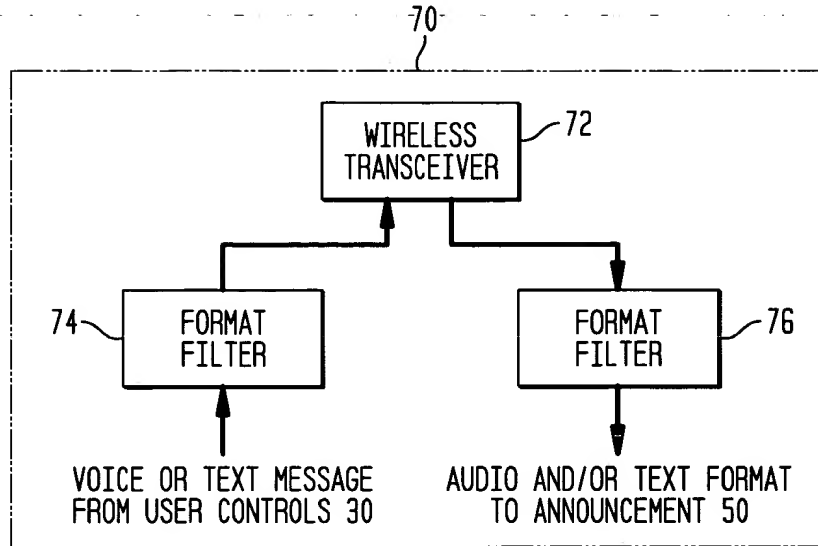 70
WIRELESS
TRANSCEIVER
72
74
FORMAT
FILTER
FORMAT
FILTER
76
VOICE OR TEXT MESSAGE
FROM USER CONTROLS 30
AUDIO AND/OR TEXT FORMAT
TO ANNOUNCEMENT 50